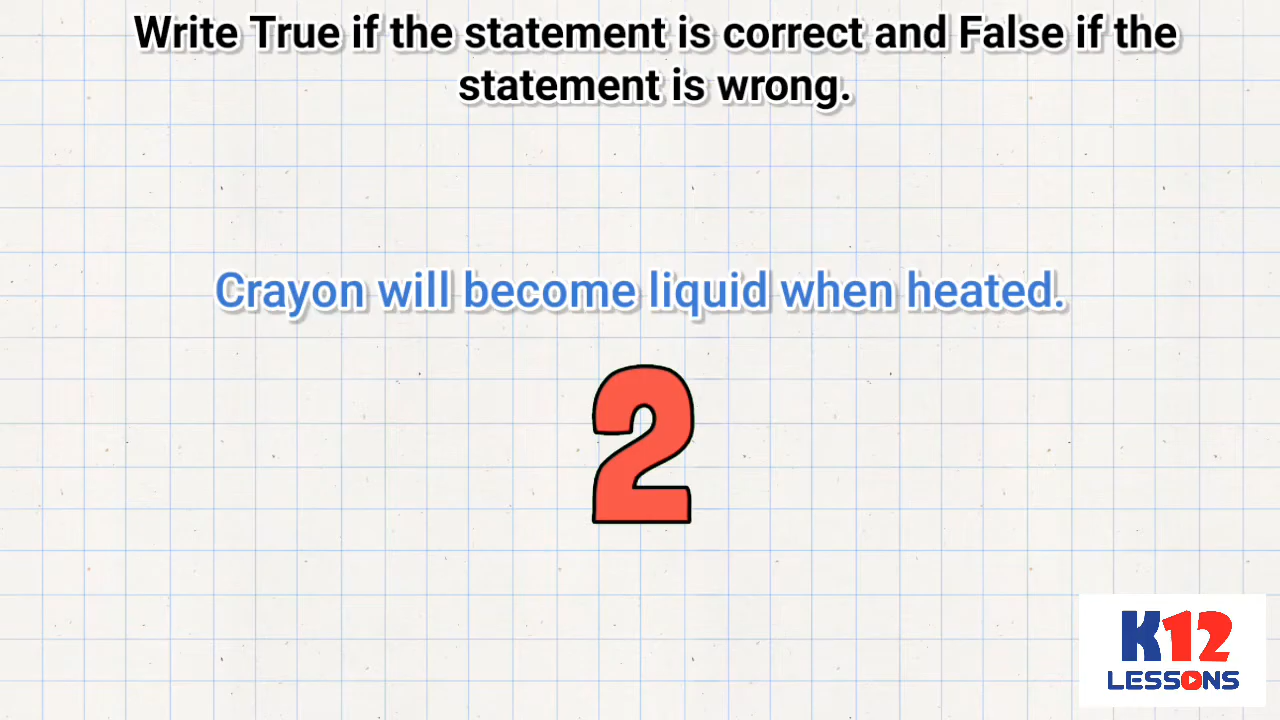 Write True if the statement is correct and False if the
statement is wrong.
Crayon will become liquid when heated.
2
K12
LESSONS